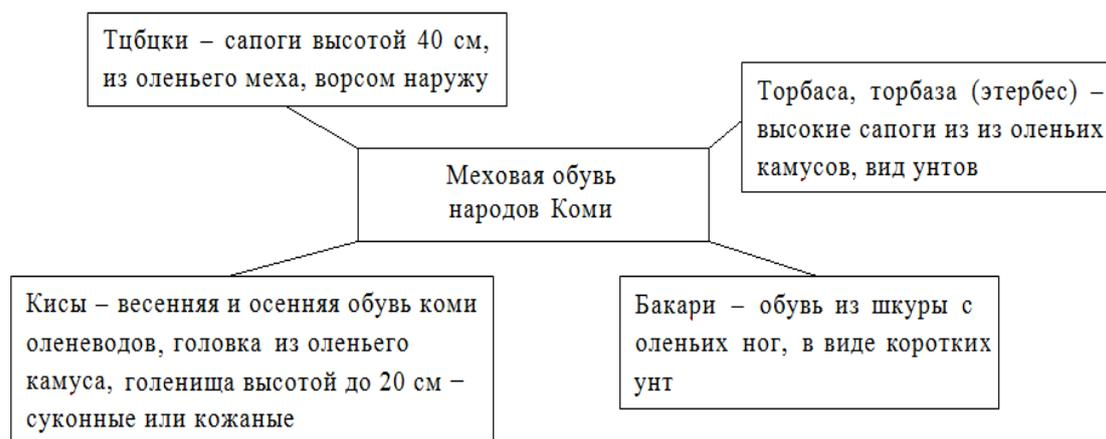 Тцбцки – сапоги высотой 40 см,
из оленьего меха, ворсом наружу
Торбаса, торбаза (этербес) –
высокие сапоги из из оленьих
камусов, вид унтов
Меховая обувь
народов Коми
Кисы – весенняя и осенняя обувь коми
оленеводов, головка из оленьего
камуса, голенища высотой до 20 см –
суконные или кожаные
Бакари – обувь из шкуры с
оленьих ног, в виде коротких
унт